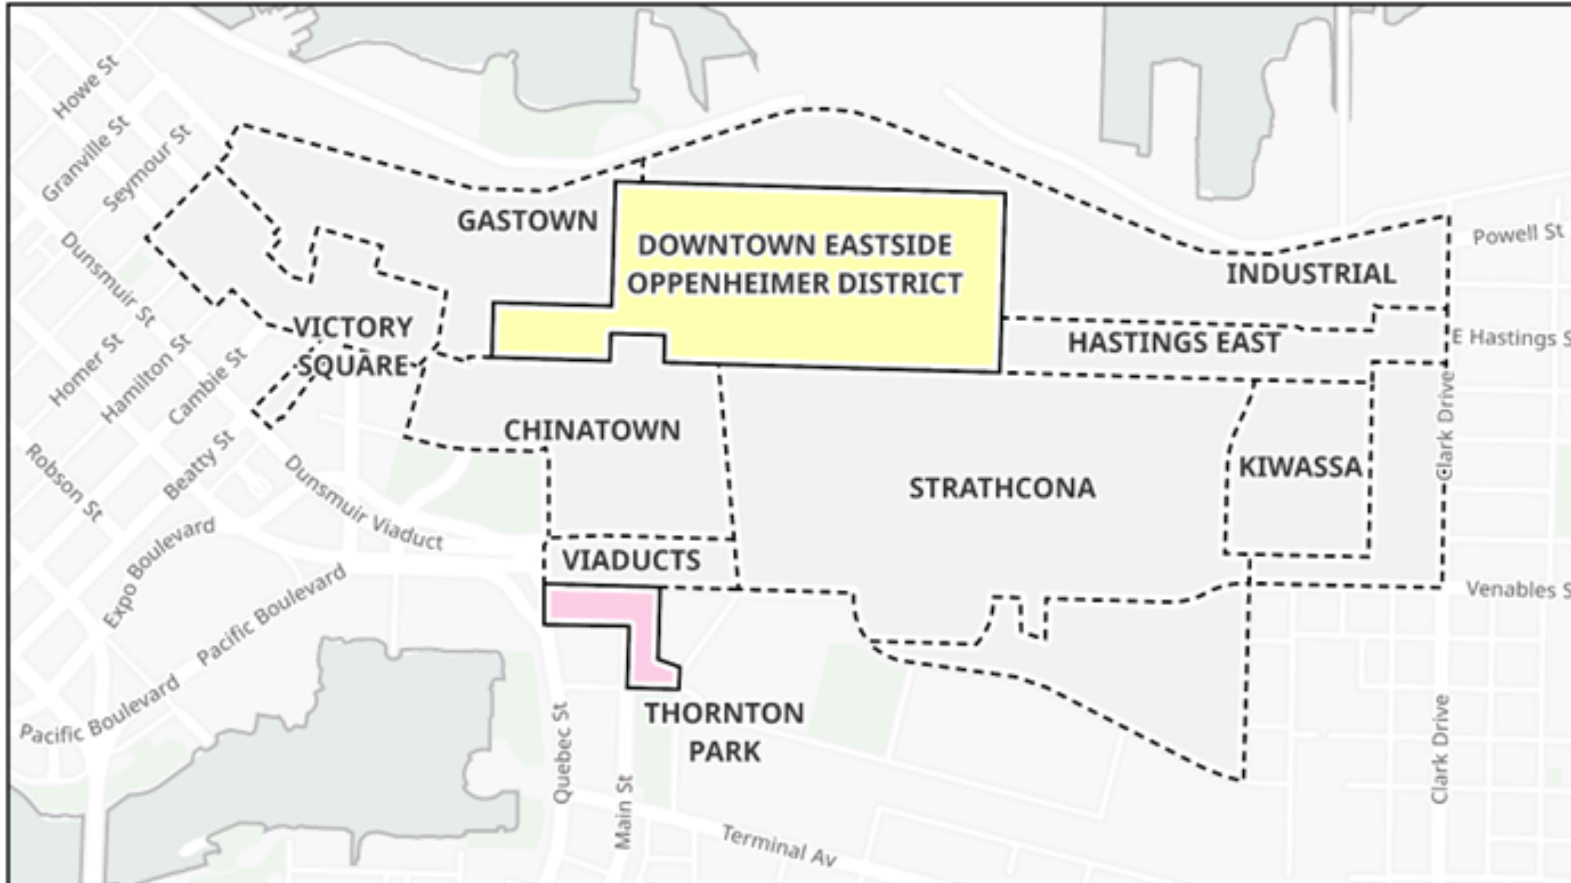 Howe St
Granville St
Seymour St
GASTOWN
DOWNTOWN EASTSIDE
OPPENHEIMER DISTRICT
Powell St
INDUSTRIAL
Dunsmuir St
VICTORY
SQUARE
HASTINGS EAST
E Hastings S
Homer St
Hamilton St
Cambie St
CHINATOWN
Clark Drive
KIWASSA
STRATHCONA
Beatty St
Robson St
Dunsmuir Viaduct
Expo Boulevard
VIADUCTS
Pacific Boulevard
Venables S
Pacific Boulevard
THORNTON
PARK
Quebec St
Main St
Clark Drive
Terminal Av